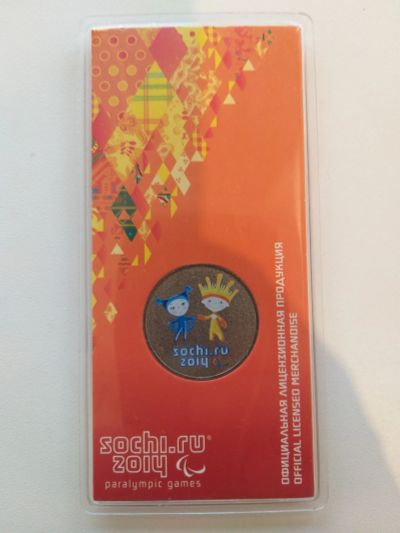 sochi.ru
2014
ОФИЦИАЛЬНАЯ ЛИЦЕНЗИОННАЯ ПРОДУКЦИЯ
OFFICIAL LICENSED MERCHANDISE
sochi.ru®
2014
paralympic games